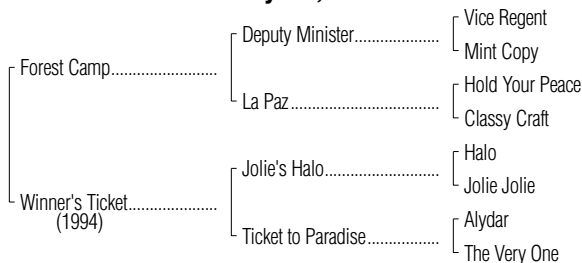 Vice Regent
Deputy Minister....................
Mint Copy
Forest Camp.........................
Hold Your Peace
La Paz...................................
Classy Craft
Halo
Jolie's Halo...........................
Jolie Jolie
Winner's Ticket.....................
(1994)
Alydar
Ticket to Paradise.................
The Very One